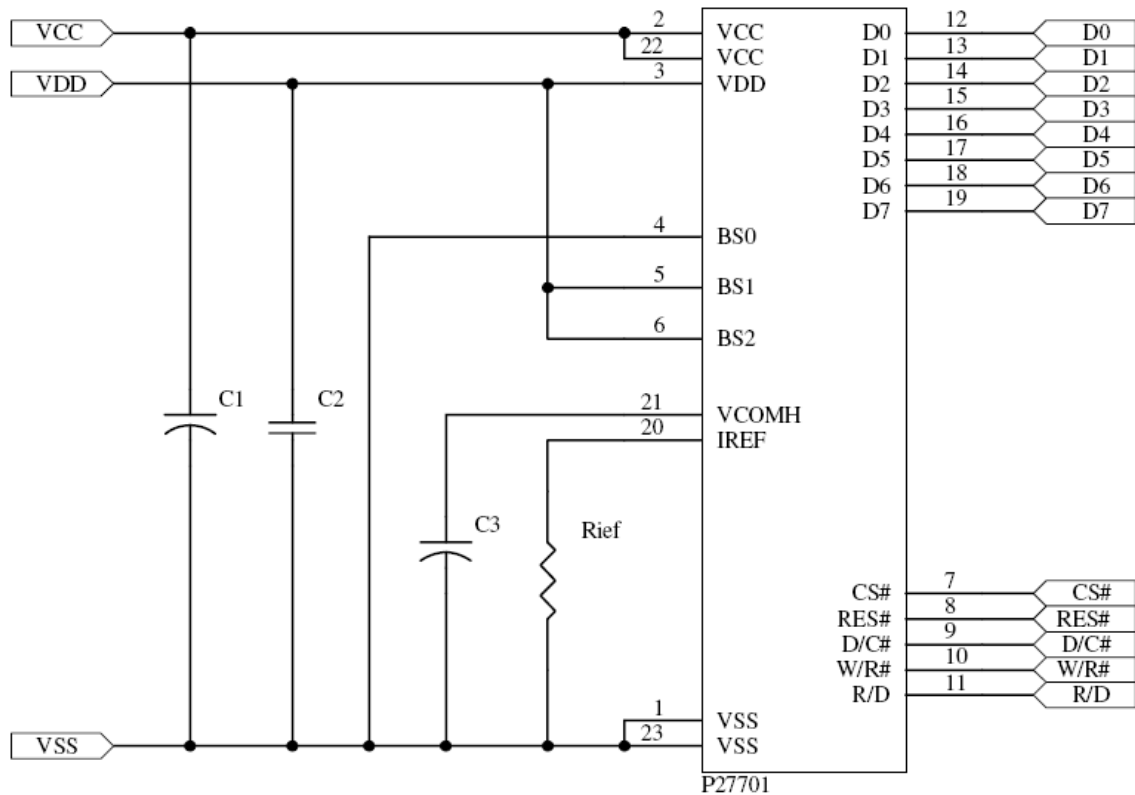 VCC 2 VCC D0 12 D0
22 VCC D1 13 D1
VDD 3 VDD D2 14 D2
D3 15 D3
D4 16 D4
D5 17 D5
D6 18 D6
D7 19 D7
4 BS0
5 BS1
6 BS2
C1 C2
21 VCOMH
20 IREF
C3 Rief
CS# 7 CS#
RES# 8 RES#
D/C# 9 D/C#
W/R# 10 W/R#
R/D 11 R/D
1 VSS
VSS 23 VSS
P27701